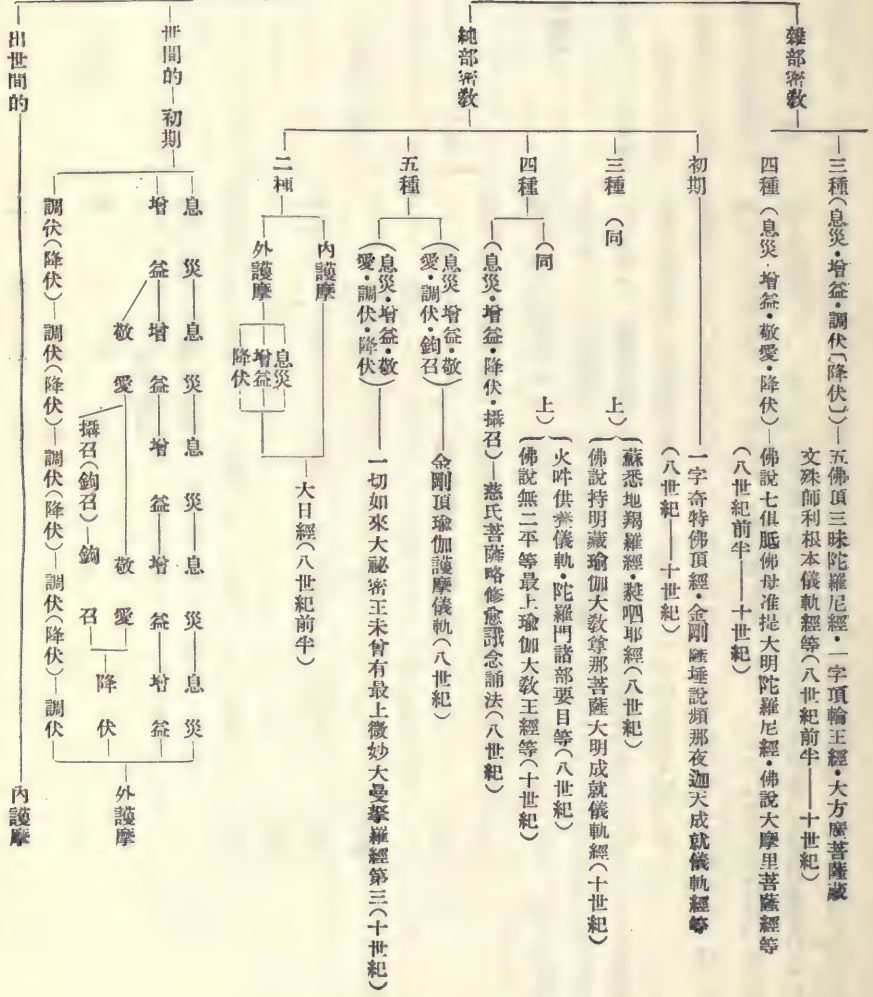 雜部密教
三種（息災・增益・調伏「降伏」）—五佛頂三昧陀羅尼經・一字頂輪王經・大方廣菩薩藏
文殊師利根本儀軌經等（八世紀前半——十世紀）
四種（息災・增益・敬愛・降伏）—佛說七俱胝佛母准提大明陀羅尼經・佛說大摩里菩薩經等
（八世紀前半——十世紀）
純部密教
初期
一字奇特佛頂經・金剛薩埵說頻那夜迦天成就儀軌經等
（八世紀——十世紀）
三種（同
上）
蘇悉地羯羅經・蕤呬耶經（八世紀）
佛說持明藏瑜伽大教尊那菩薩大明成就儀軌經（十世紀）
四種
（同
上）
火吽供養儀軌・陀羅門諸部要目等（八世紀）
佛說無二平等最上瑜伽大教王經等（十世紀）
（息災・增益・降伏・攝召）—慈氏菩薩略修愈誐念誦法（八世紀）
五種
（息災・增益・敬
愛・調伏・鉤召）
金剛頂瑜伽護摩儀軌（八世紀）
（息災・增益・敬
愛・調伏・降伏）
一切如來大祕密王未曾有最上微妙大曼拏羅經第三（十世紀）
二種
內護摩
外護摩
息災
增益
降伏
大日經（八世紀前半）
世間的—初期
息災—息災—息災—息災—息災
增益—增益—增益—增益—增益
敬愛
敬愛
降伏
攝召（鉤召）—鉤召
調伏（降伏）—調伏（降伏）—調伏（降伏）—調伏（降伏）—調伏
外護摩
出世間的
內護摩